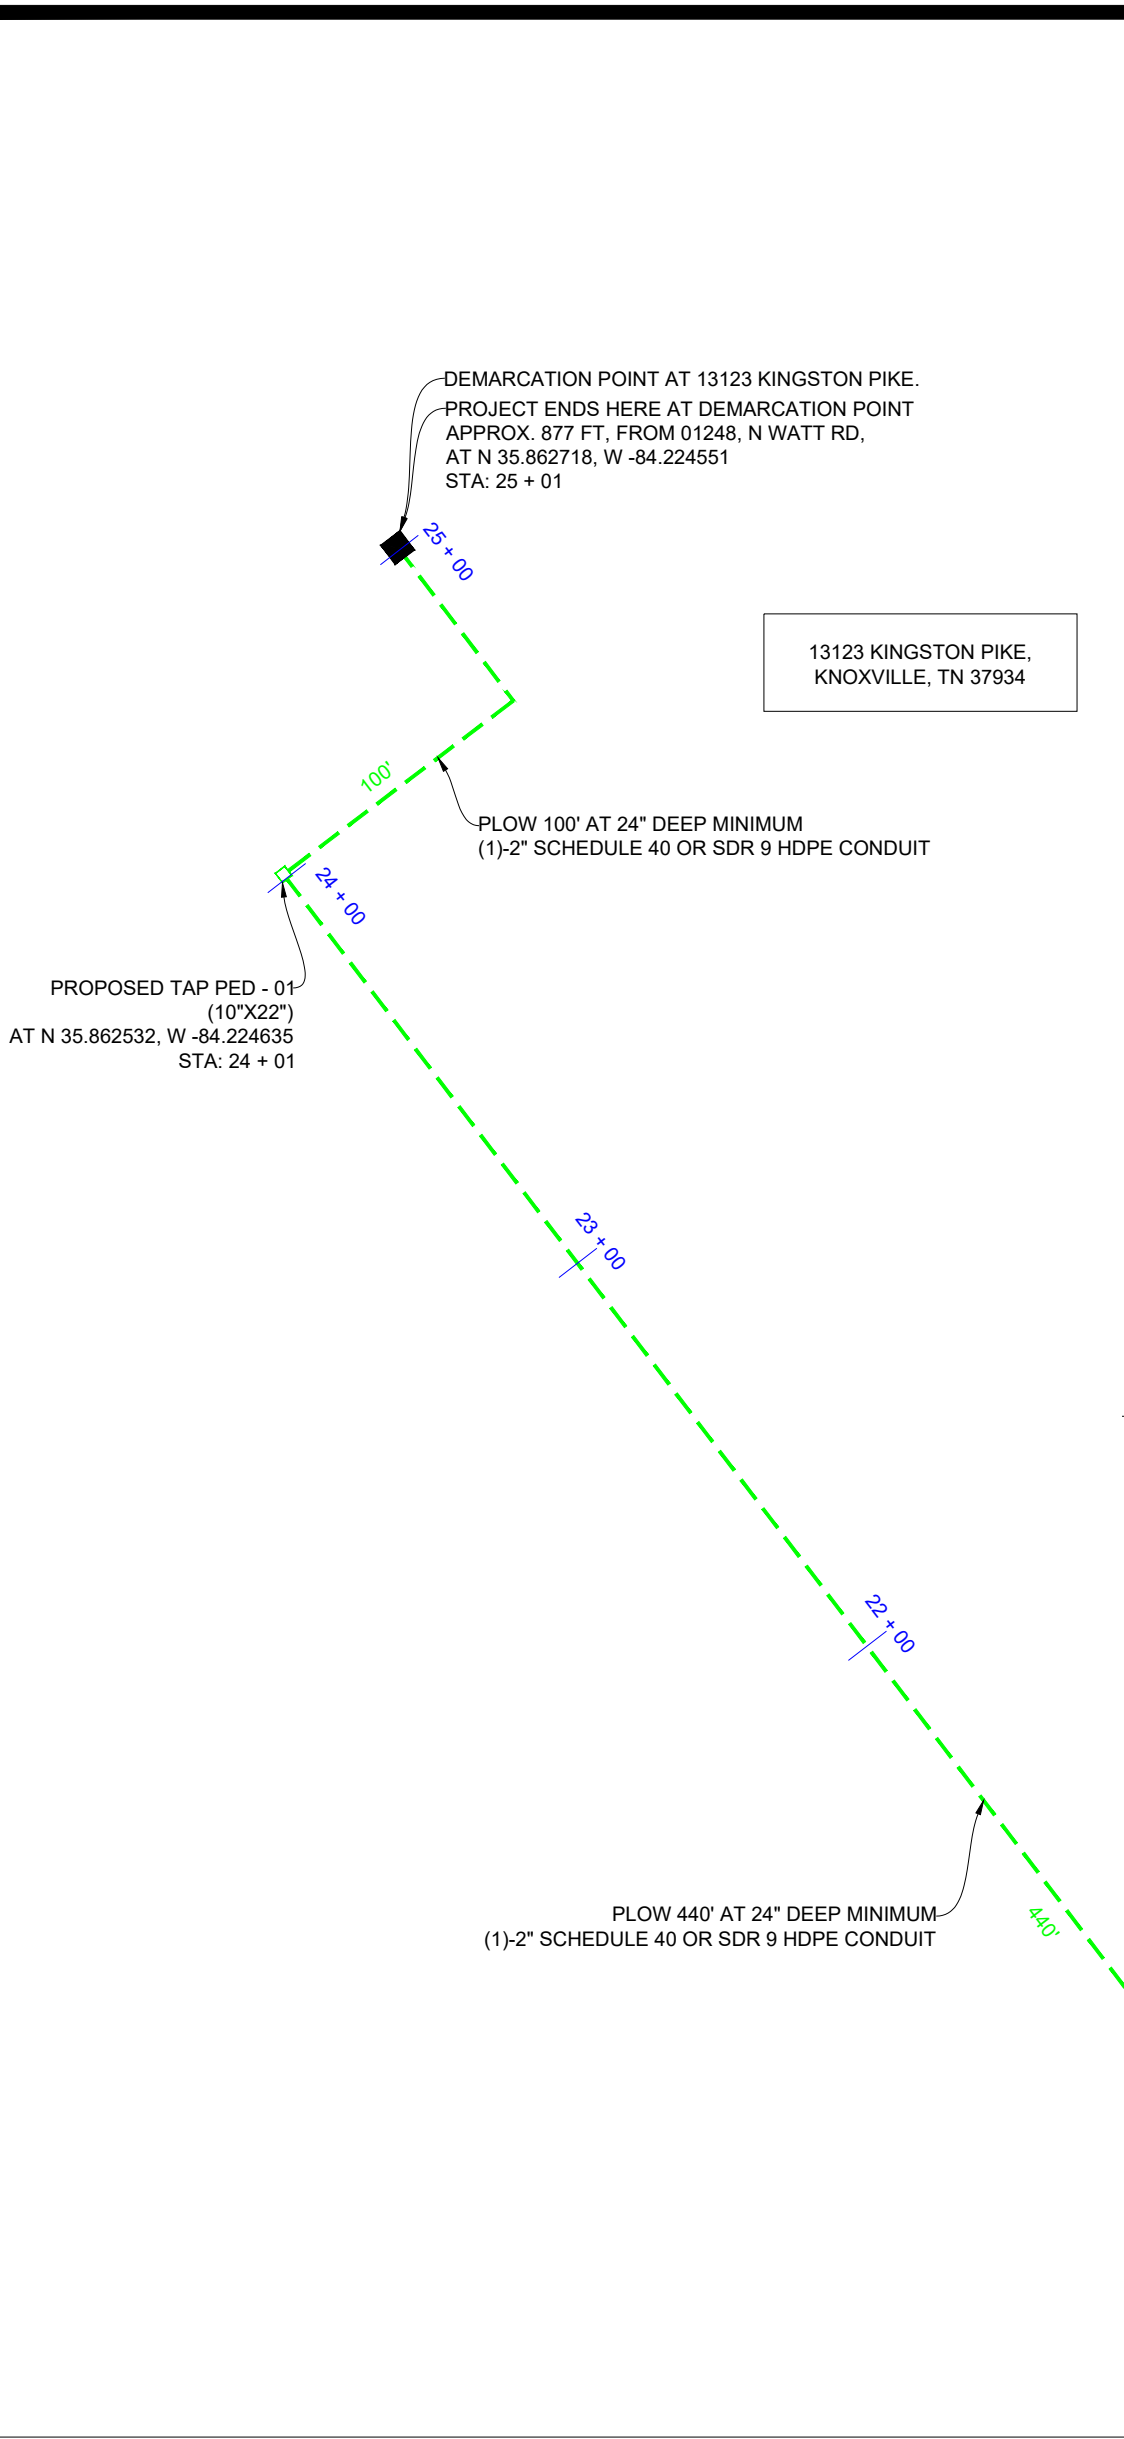 DEMARCATION POINT AT 13123 KINGSTON PIKE.
PROJECT ENDS HERE AT DEMARCATION POINT
APPROX. 877 FT, FROM 01248, N WATT RD,
AT N 35.862718, W -84.224551
STA: 25 + 01
25 + 00
13123 KINGSTON PIKE,
KNOXVILLE, TN 37934
100'
PLOW 100' AT 24" DEEP MINIMUM
(1)-2" SCHEDULE 40 OR SDR 9 HDPE CONDUIT
24 + 00
PROPOSED TAP PED - 01
(10"X22")
AT N 35.862532, W -84.224635
STA: 24 + 01
23 + 00
22 + 00
PLOW 440' AT 24" DEEP MINIMUM
(1)-2" SCHEDULE 40 OR SDR 9 HDPE CONDUIT
440'